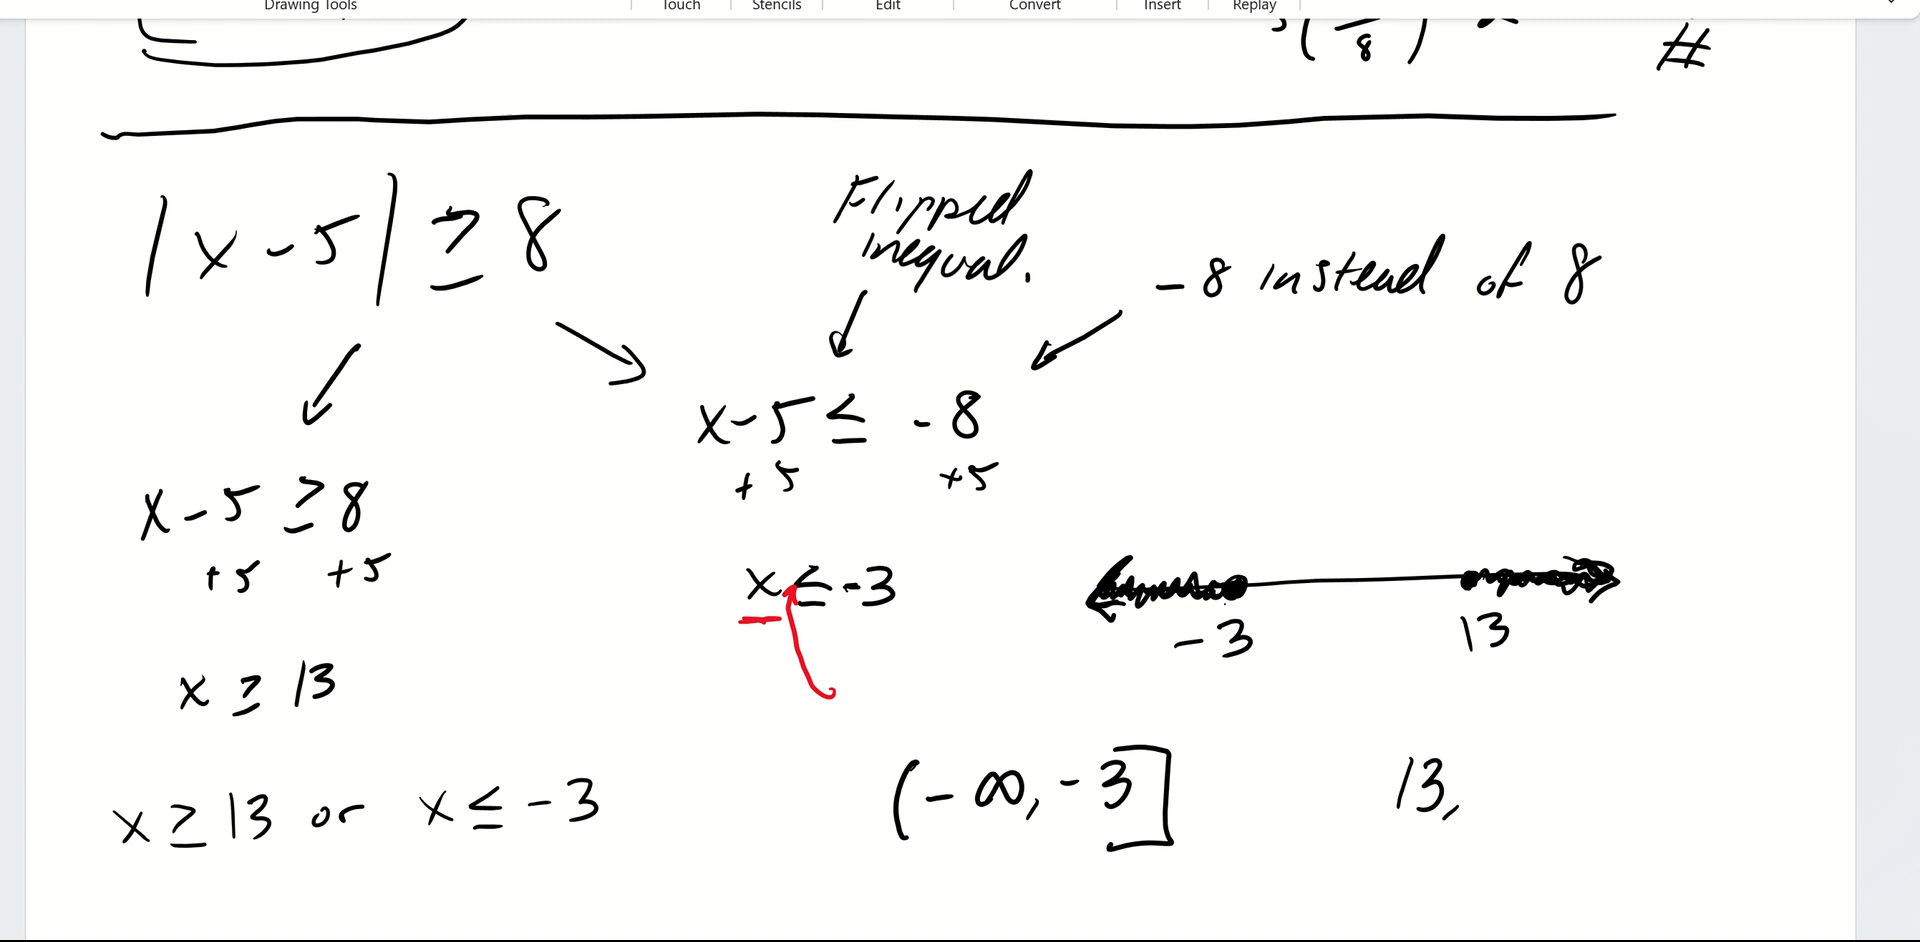 Drawing Tools Touch Stencils Edit Convert Insert Replay
8 #
|x-5| ≥ 8
Flipped
inequal.
-8 instead of 8
x-5 ≤ -8
+5 +5
x-5 ≥ 8
+5 +5
x ≤ -3
-3 13
x ≥ 13
x ≥ 13 or x ≤ -3
(-∞, -3] 13,